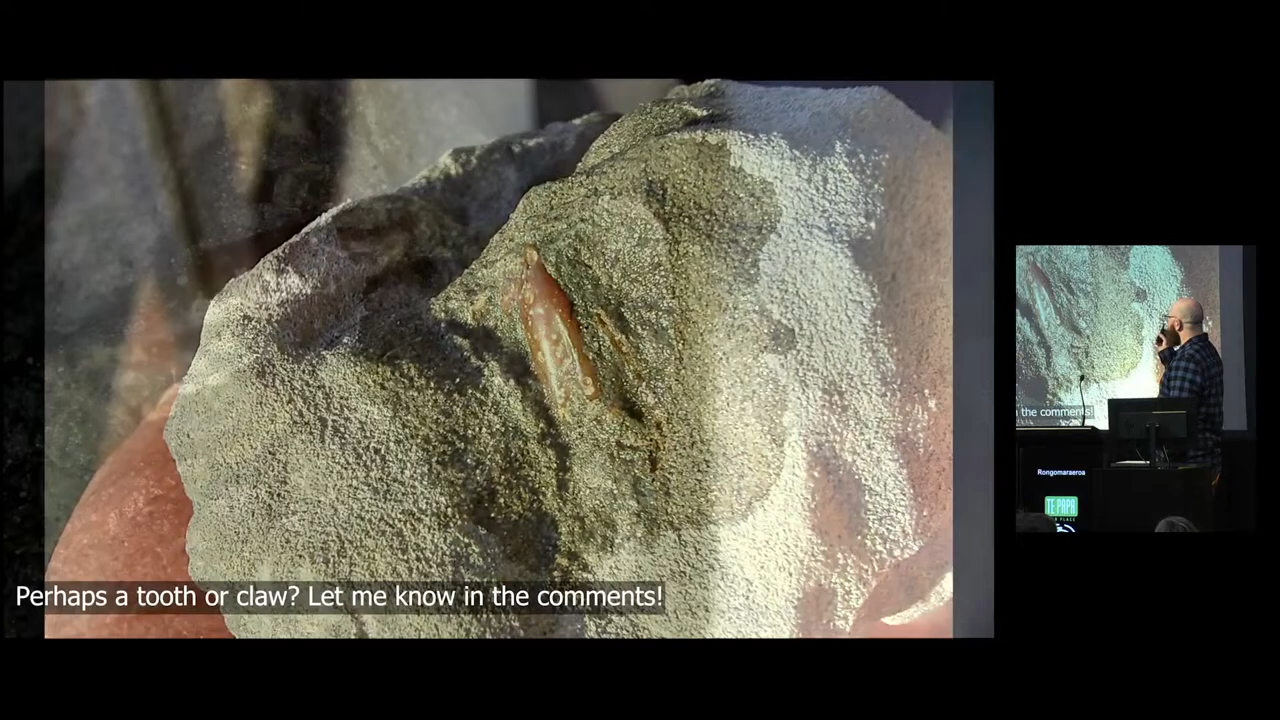 Perhaps a tooth or claw? Let me know in the comments!
n the comments!
Rongomaraeroa
TE PAPA